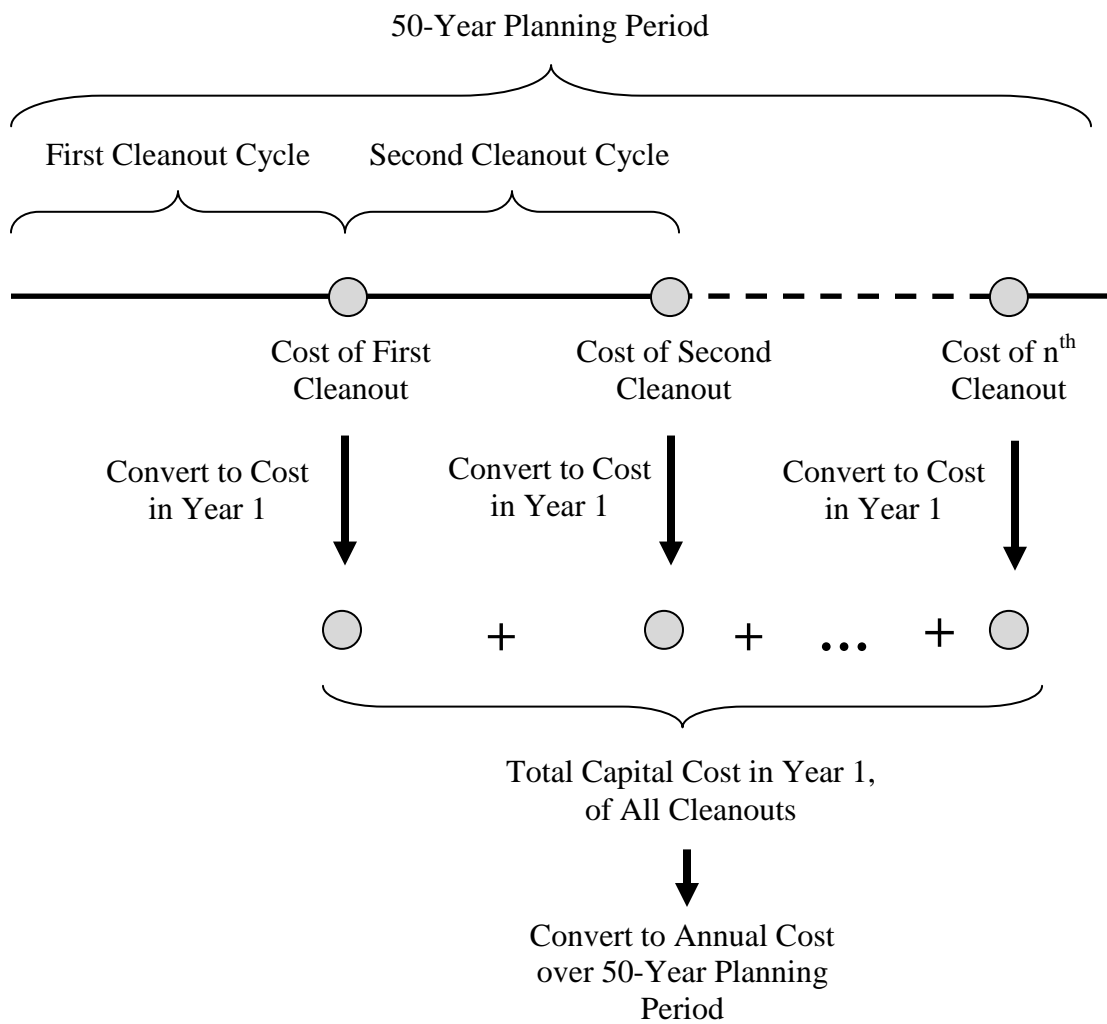 50-Year Planning Period
First Cleanout Cycle
Second Cleanout Cycle
Cost of First
Cleanout
Cost of Second
Cleanout
Cost of nth
Cleanout
Convert to Cost
in Year 1
Convert to Cost
in Year 1
Convert to Cost
in Year 1
+ + ... +
Total Capital Cost in Year 1,
of All Cleanouts
Convert to Annual Cost
over 50-Year Planning
Period